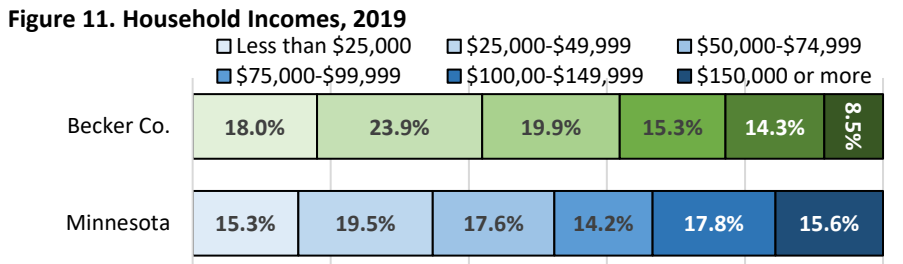 Figure 11. Household Incomes, 2019
Less than $25,000 $25,000-$49,999 $50,000-$74,999
$75,000-$99,999 $100,00-$149,999 $150,000 or more
Becker Co. 18.0% 23.9% 19.9% 15.3% 14.3% 8.5%
Minnesota 15.3% 19.5% 17.6% 14.2% 17.8% 15.6%